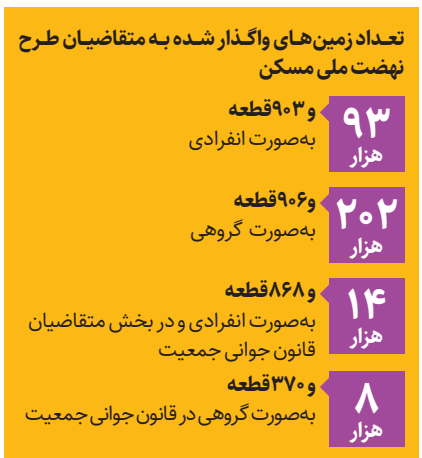 تعداد زمین‌های واگذار شده به متقاضیان طرح
نهضت ملی مسکن
۹۳
هزار
و۹۰۳قطعه
به‌صورت انفرادی
۲۰۲
هزار
و۹۰۶قطعه
به‌صورت گروهی
۱۴
هزار
و۸۶۸قطعه
به‌صورت انفرادی و در بخش متقاضیان
قانون جوانی جمعیت
۸
هزار
و۳۷۰قطعه
به‌صورت گروهی در قانون جوانی جمعیت